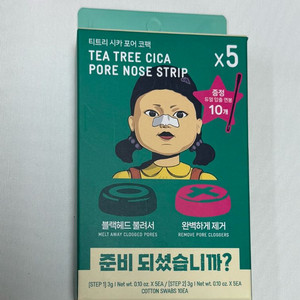 티트리 시카 포어 코팩
TEA TREE CICA
PORE NOSE STRIP
x5
증정
10개
블랙헤드 불려서
MELT AWAY CLOGGED PORES
완벽하게 제거
REMOVE PORE CLOGGERS
준비 되셨습니까?
[STEP 1] 3g | Net wt. 0.10 oz. X 5EA / [STEP 2] 3g | Net wt. 0.10 oz. X 5EA
COTTON SWABS 10EA